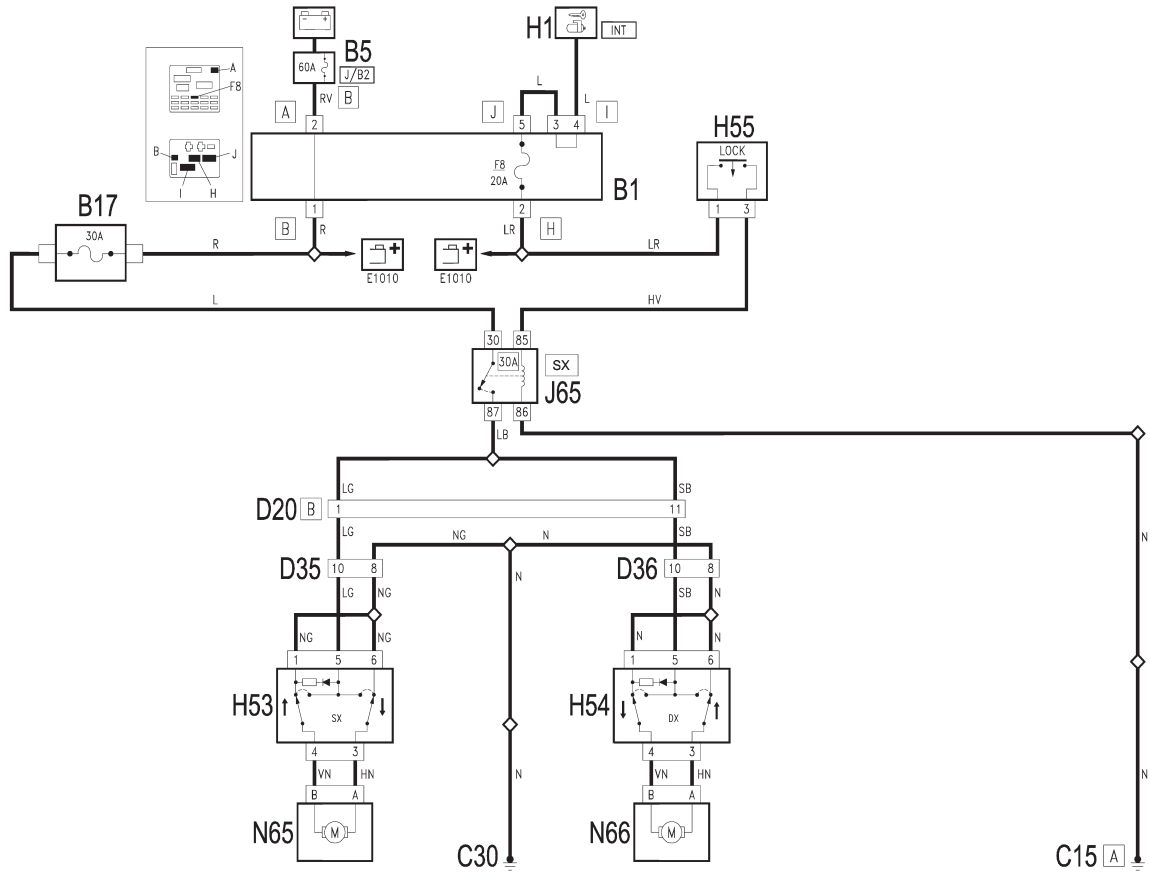 H1
INT
B5
60A
J/B2
A
F8
B
J
I
H
RV
B
L
L
A
2
J
5
3
4
I
H55
LOCK
F8
20A
B1
1
3
B17
30A
1
2
B
R
LR
H
R
E1010
E1010
LR
L
HV
30
85
30A
SX
J65
87
86
LB
LG
SB
D20
B
1
11
LG
SB
NG
N
N
D35
10
8
D36
10
8
N
LG
NG
SB
N
NG
NG
N
N
1
5
6
1
5
6
H53
SX
H54
DX
4
3
4
3
VN
HN
VN
HN
N
N
B
A
B
A
N65
M
N66
M
C30
C15
A